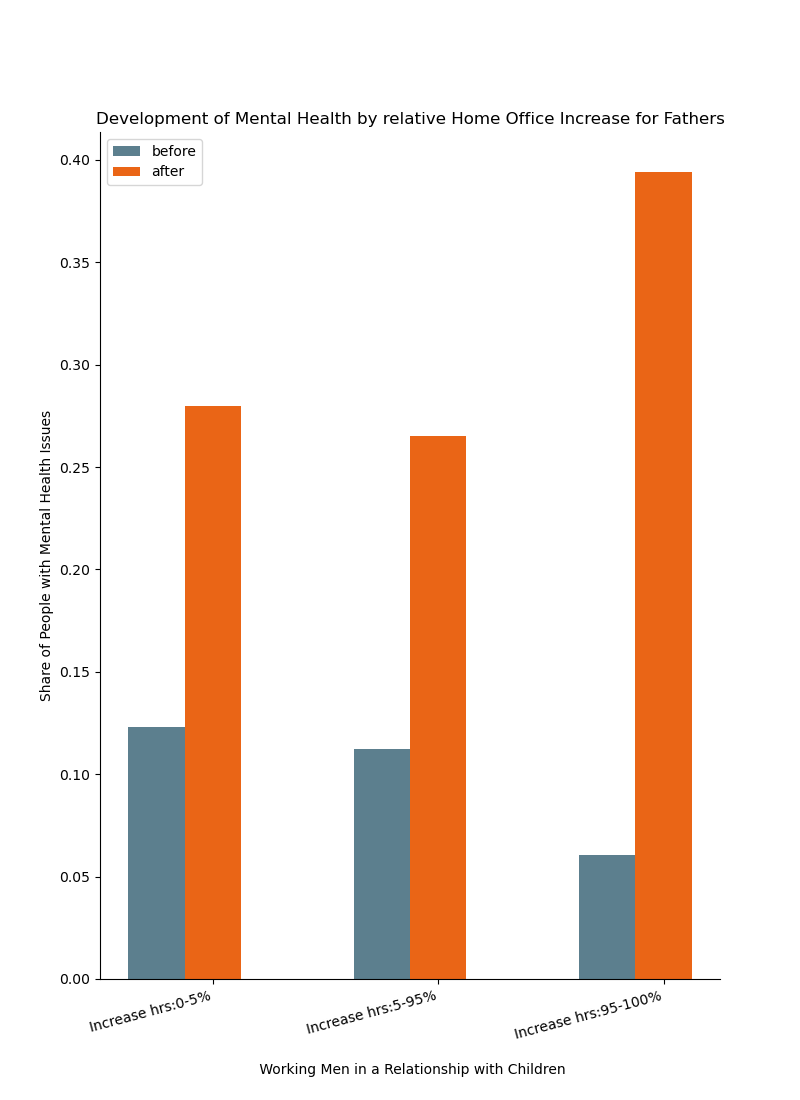 Development of Mental Health by relative Home Office Increase for Fathers
before
after
0.40
0.35
0.30
0.25
0.20
0.15
0.10
0.05
0.00
Share of People with Mental Health Issues
Increase hrs:0-5%
Increase hrs:5-95%
Increase hrs:95-100%
Working Men in a Relationship with Children